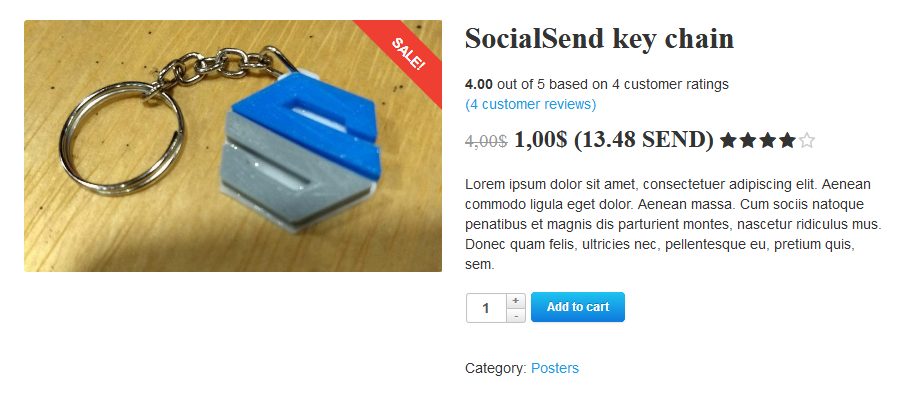 SALE!
SocialSend key chain
4.00 out of 5 based on 4 customer ratings
(4 customer reviews)
4,00$ 1,00$ (13.48 SEND)
Lorem ipsum dolor sit amet, consectetuer adipiscing elit. Aenean
commodo ligula eget dolor. Aenean massa. Cum sociis natoque
penatibus et magnis dis parturient montes, nascetur ridiculus mus.
Donec quam felis, ultricies nec, pellentesque eu, pretium quis,
sem.
1 + - Add to cart
Category: Posters